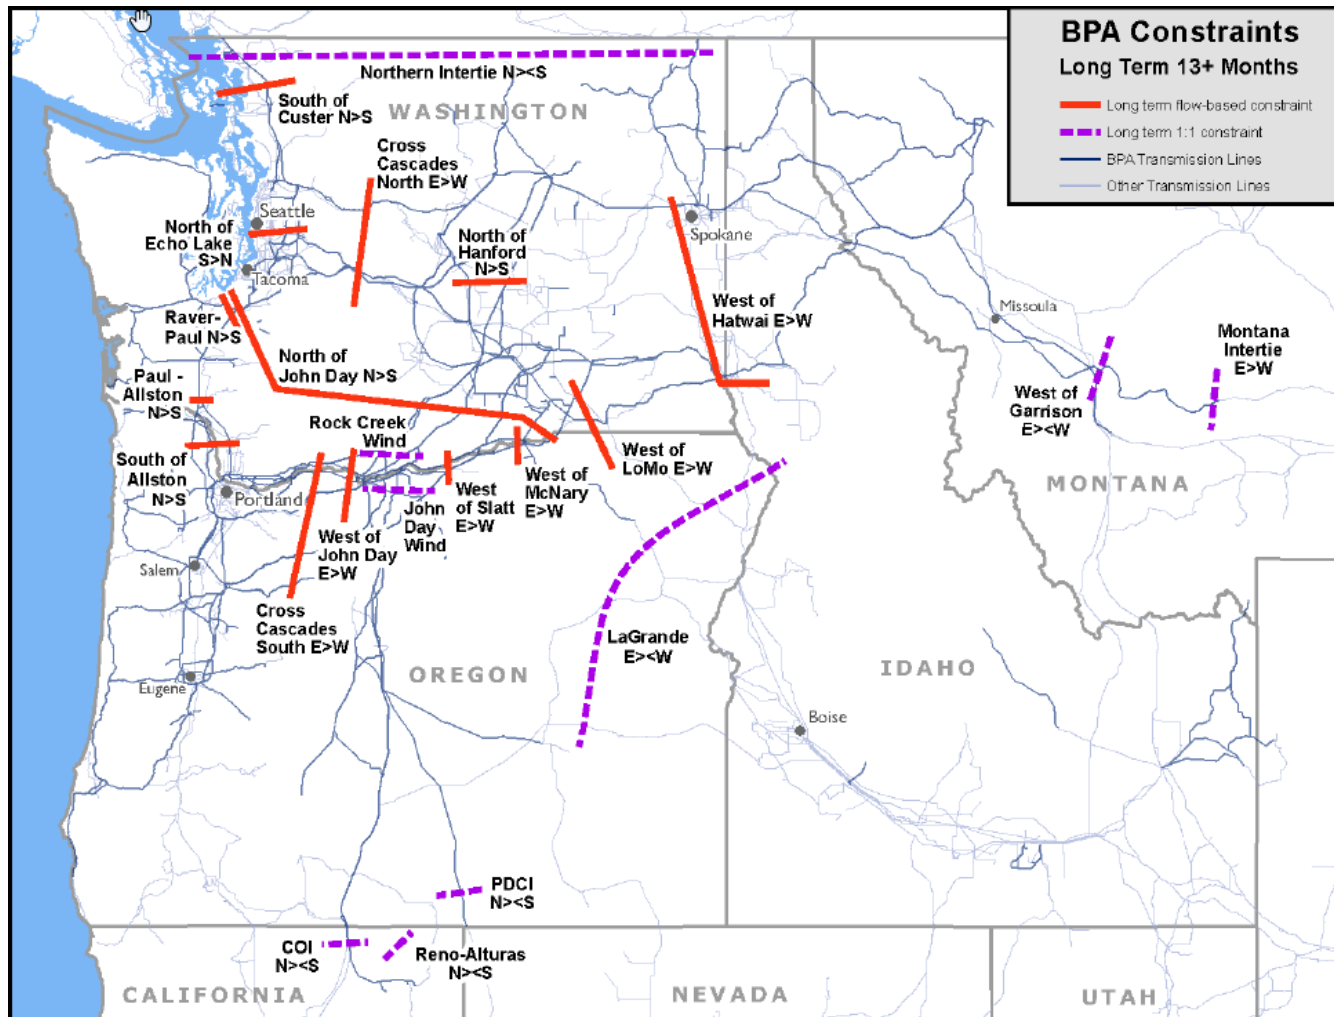 BPA Constraints
Long Term 13+ Months
Long term flow-based constraint
Long term 1:1 constraint
BPA Transmission Lines
Other Transmission Lines
Northern Intertie N><S
South of
Custer N>S
WASHINGTON
Cross
Cascades
North E>W
Seattle
North of
Echo Lake
S>N
Tacoma
North of
Hanford
N>S
Spokane
West of
Hatwai E>W
Missoula
Montana
Intertie
E>W
Raver-
Paul N>S
North of
John Day N>S
Paul -
Allston
N>S
West of
Garrison
E><W
Rock Creek
Wind
South of
Allston
N>S
Portland
West of
LoMo E>W
West of
McNary
E>W
West
of Slatt
E>W
John
Day
Wind
MONTANA
West of
John Day
E>W
Salem
Cross
Cascades
South E>W
LaGrande
E><W
OREGON
IDAHO
Eugene
Boise
PDCI
N><S
COI
N><S
Reno-Alturas
N><S
CALIFORNIA
NEVADA
UTAH